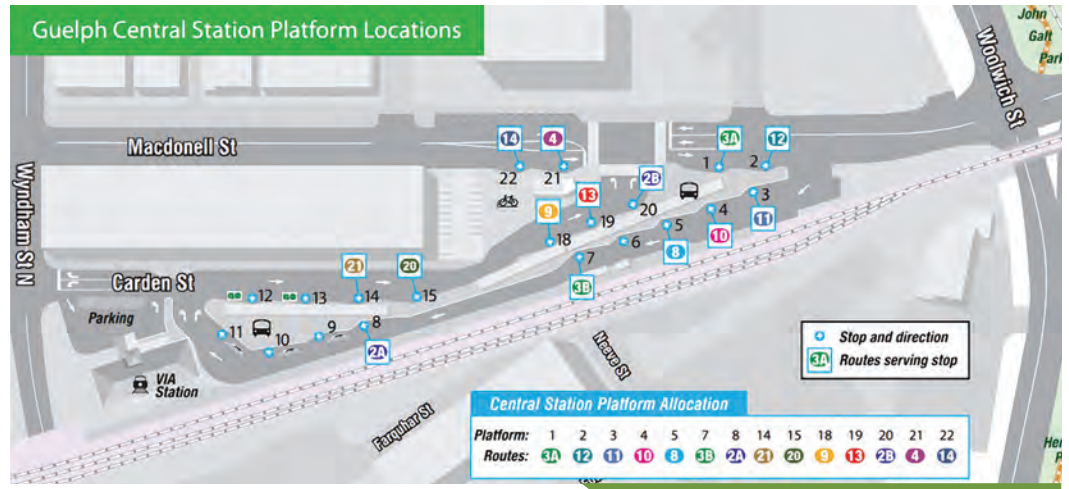 Guelph Central Station Platform Locations
John
Galt
Park
Woolwich St
Macdonell St
14
4
3A
12
22
21
1
2
Wyndham St N
13
2B
3
9
20
4
11
19
5
18
6
10
8
7
Carden St
21
20
3B
GO
12
GO
13
14
15
Parking
11
8
9
10
2A
Neeve St
Stop and direction
3A Routes serving stop
VIA
Station
Farquhar St
Central Station Platform Allocation
Platform: 1 2 3 4 5 7 8 14 15 18 19 20 21 22
Routes: 3A 12 11 10 8 3B 2A 21 20 9 13 2B 4 14